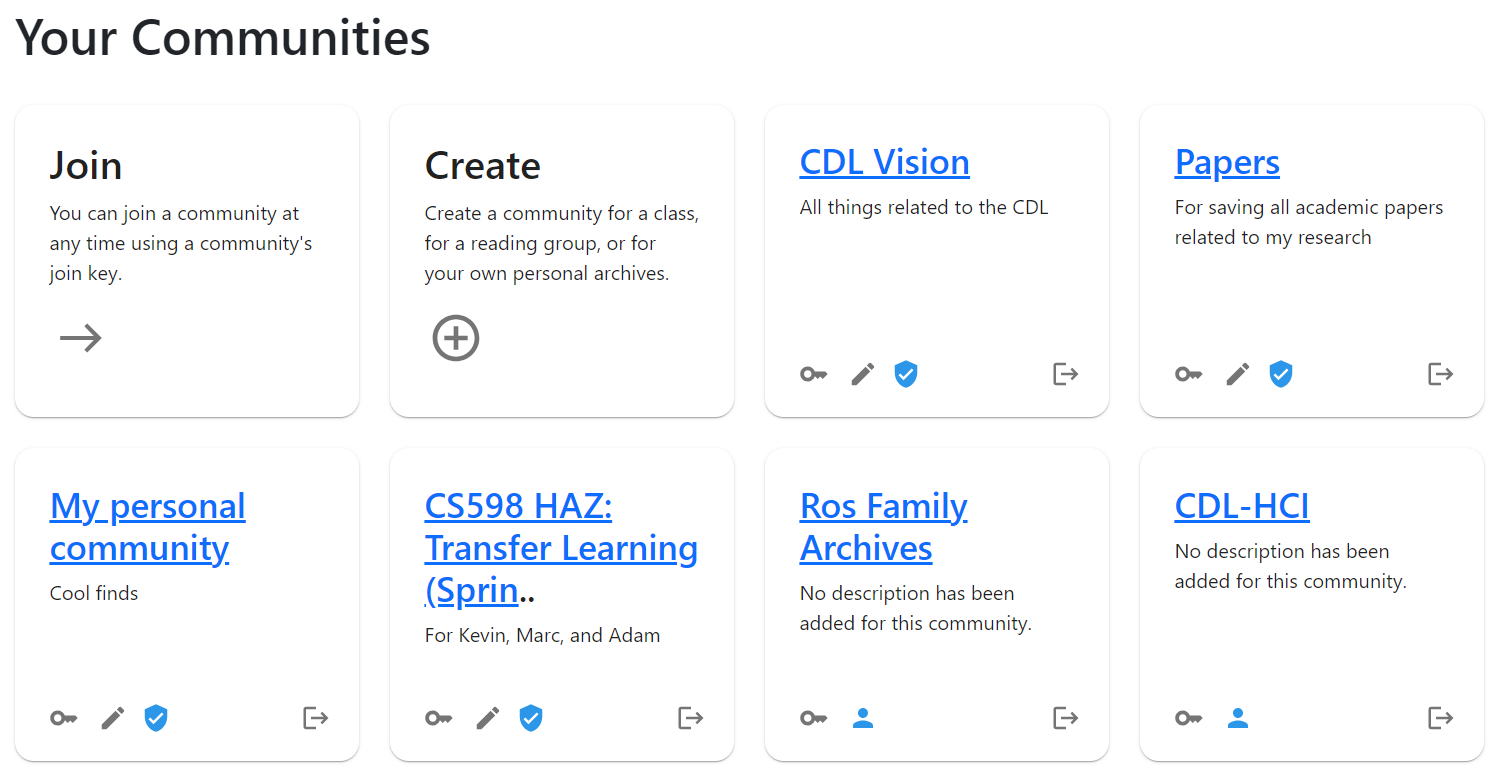 Your Communities
Join
You can join a community at
any time using a community's
join key.
Create
Create a community for a class,
for a reading group, or for
your own personal archives.
CDL Vision
All things related to the CDL
Papers
For saving all academic papers
related to my research
My personal
community
Cool finds
CS598 HAZ:
Transfer Learning
(Sprin..
For Kevin, Marc, and Adam
Ros Family
Archives
No description has been
added for this community.
CDL-HCI
No description has been
added for this community.